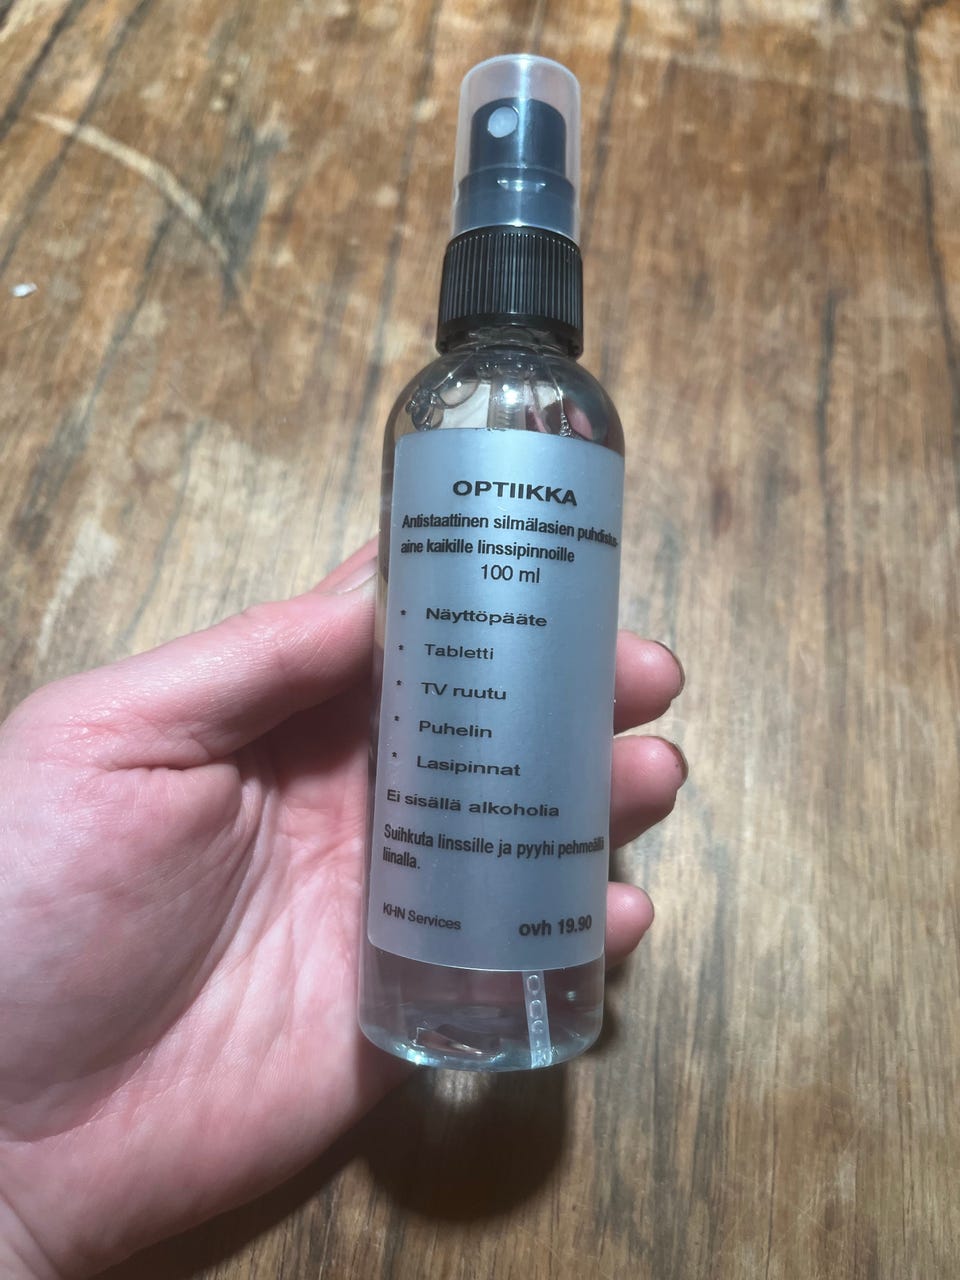 OPTIIKKA
Antistaattinen silmälasien puhdistus-
aine kaikille linssipinnoille
100 ml
* Näyttöpääte
* Tabletti
* TV ruutu
* Puhelin
* Lasipinnat
Ei sisällä alkoholia
Suihkuta linssille ja pyyhi pehmeällä
liinalla.
KHN Services ovh 19.90